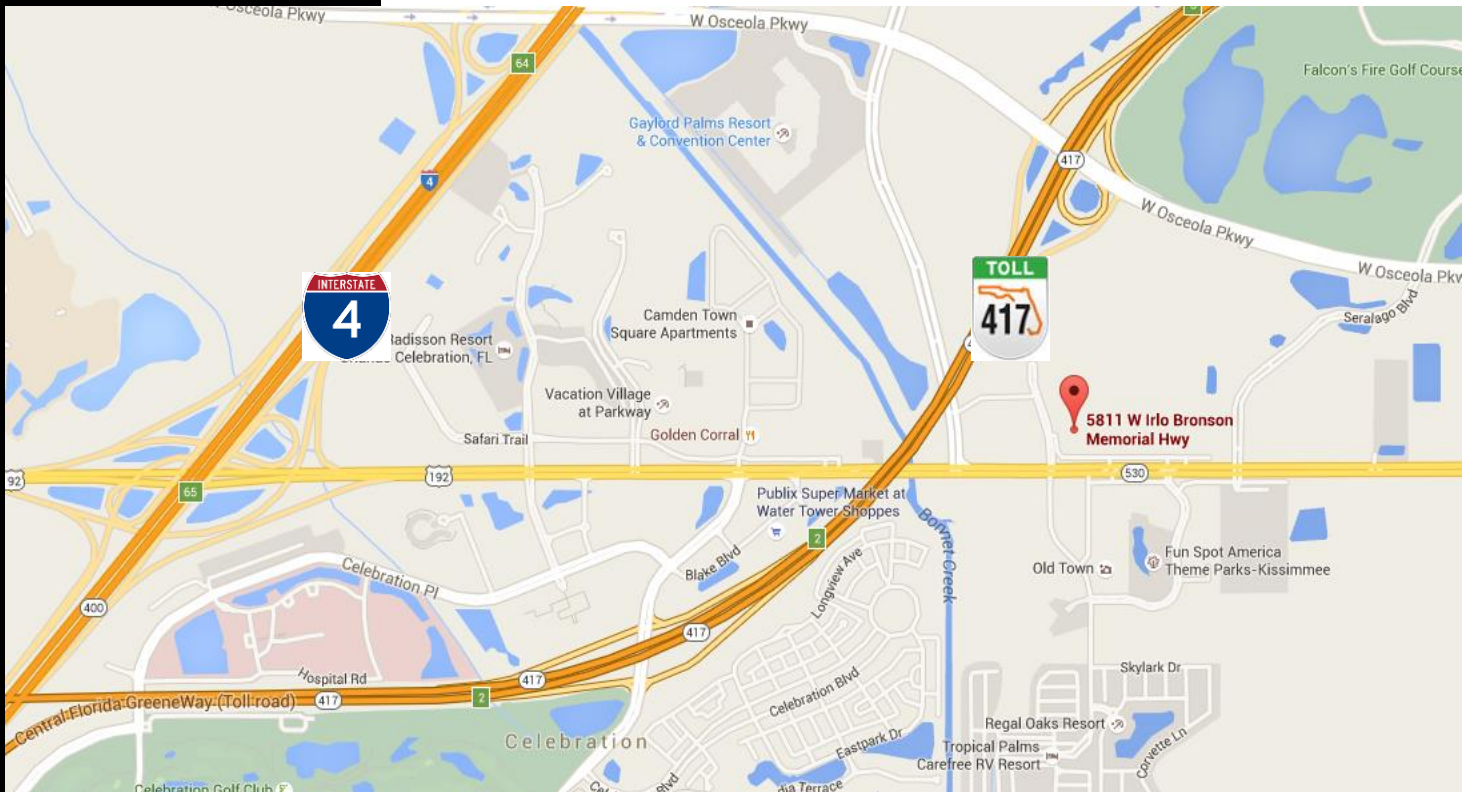 W Osceola Pkwy
W Osceola Pkwy
64
Falcon's Fire Golf Course
Gaylord Palms Resort
& Convention Center
417
4
W Osceola Pkwy
TOLL
417
W Osceola Pkwy
INTERSTATE
4
Seralago Blvd
Camden Town
Square Apartments
Radisson Resort
Celebration, FL
Vacation Village
at Parkway
5811 W Irlo Bronson
Memorial Hwy
Golden Corral
Safari Trail
92
192
530
65
Publix Super Market at
Water Tower Shoppes
Bonnet Creek
2
Fun Spot America
Theme Parks-Kissimmee
Old Town
Blake Blvd
Longview Ave
Celebration Pl
400
417
Skylark Dr
Hospital Rd
417
417
2
Central Florida GreeneWay (Toll road)
Celebration Blvd
Regal Oaks Resort
Celebration
Eastpark Dr
Tropical Palms
Carefree RV Resort
Corvette Ln
Celebration Golf Club
Blvd
Terrace